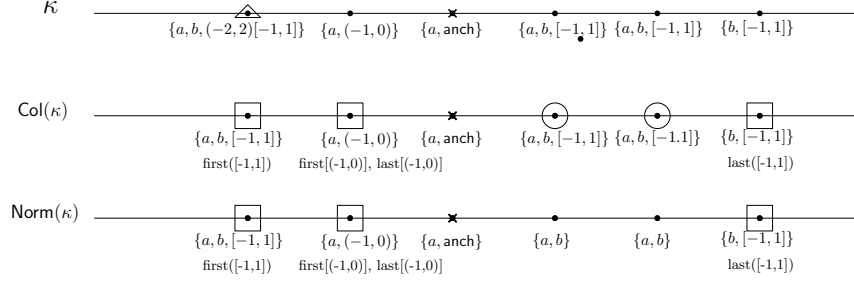 κ
{a, b, (−2, 2)[−1, 1]} {a, (−1, 0)} {a, anch} {a, b, [−1, 1]} {a, b, [−1, 1]} {b, [−1, 1]}
Col(κ)
{a, b, [−1, 1]} {a, (−1, 0)} {a, anch} {a, b, [−1, 1]} {a, b, [−1.1]} {b, [−1, 1]}
first([-1,1]) first[(-1,0)], last[(-1,0)] last([-1,1])
Norm(κ)
{a, b, [−1, 1]} {a, (−1, 0)} {a, anch} {a, b} {a, b} {b, [−1, 1]}
first([-1,1]) first[(-1,0)], last[(-1,0)] last([-1,1])